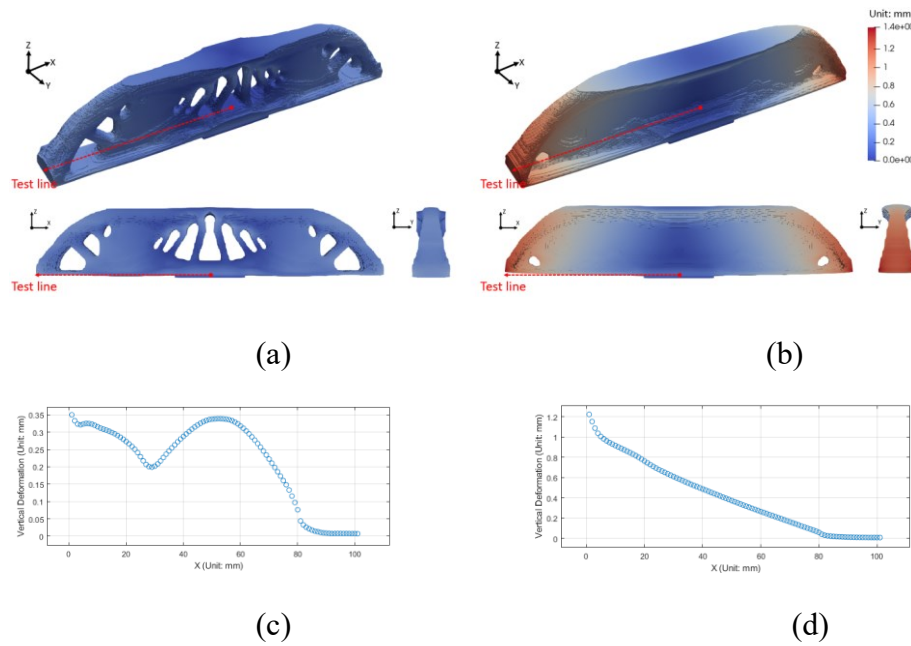 (a)
Z
X
Y
Test line
Z
X
Z
Y
Test line
(b)
Unit: mm
1.4e+00
1.2
1
0.8
0.6
0.4
0.2
0.0e+00
Z
X
Y
Test line
Z
X
Z
Y
Test line
(a)
(b)
0.35
0.3
0.25
0.2
0.15
0.1
0.05
0
Vertical Deformation (Unit: mm)
0 20 40 60 80 100
X (Unit: mm)
1.2
1
0.8
0.6
0.4
0.2
0
Vertical Deformation (Unit: mm)
0 20 40 60 80 100
X (Unit: mm)
(c)
(d)